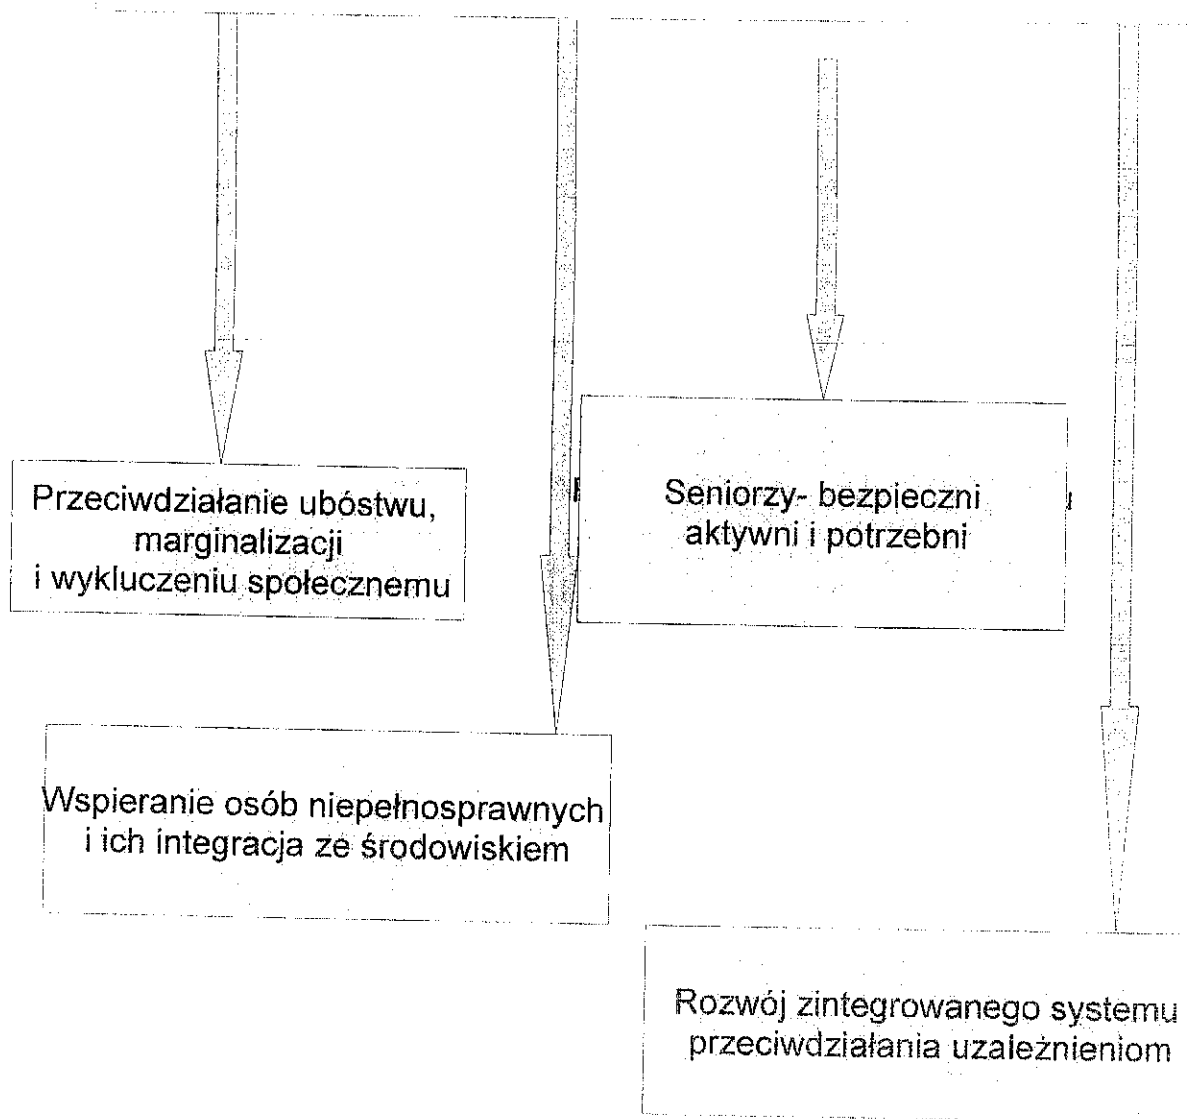 Przeciwdziałanie ubóstwu,
marginalizacji
i wykluczeniu społecznemu
Seniorzy- bezpieczni
aktywni i potrzebni
Wspieranie osób niepełnosprawnych
i ich integracja ze środowiskiem
Rozwój zintegrowanego systemu
przeciwdziałania uzależnieniom